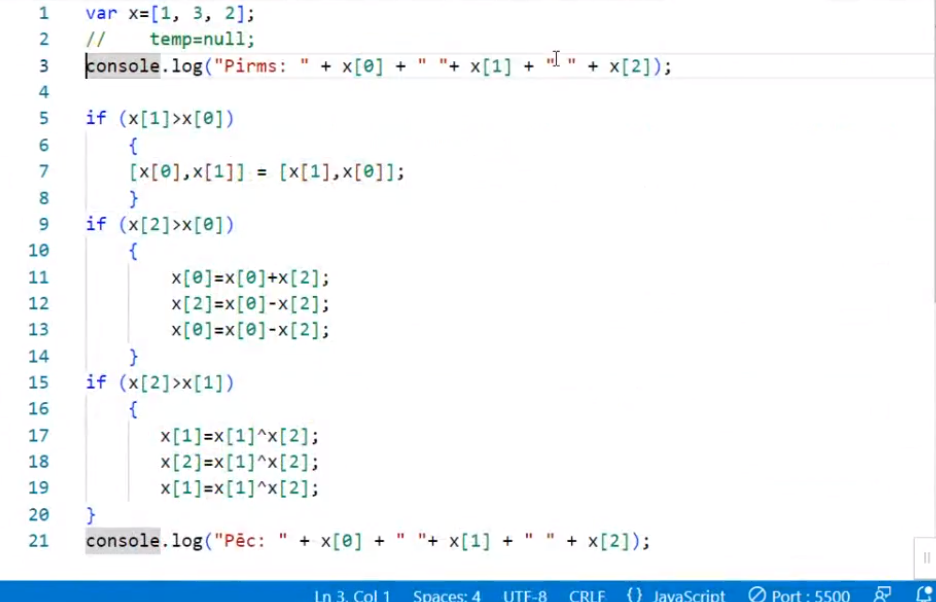 1 var x=[1, 3, 2];
2 //    temp=null;
3 console.log("Pirms: " + x[0] + " "+ x[1] + " " + x[2]);
4
5 if (x[1]>x[0])
6     {
7     [x[0],x[1]] = [x[1],x[0]];
8     }
9 if (x[2]>x[0])
10     {
11         x[0]=x[0]+x[2];
12         x[2]=x[0]-x[2];
13         x[0]=x[0]-x[2];
14     }
15 if (x[2]>x[1])
16     {
17        x[1]=x[1]^x[2];
18        x[2]=x[1]^x[2];
19        x[1]=x[1]^x[2];
20 }
21 console.log("Pēc: " + x[0] + " "+ x[1] + " " + x[2]);
Ln 3, Col 1 Spaces: 4 UTF-8 CRLF {} JavaScript Port : 5500